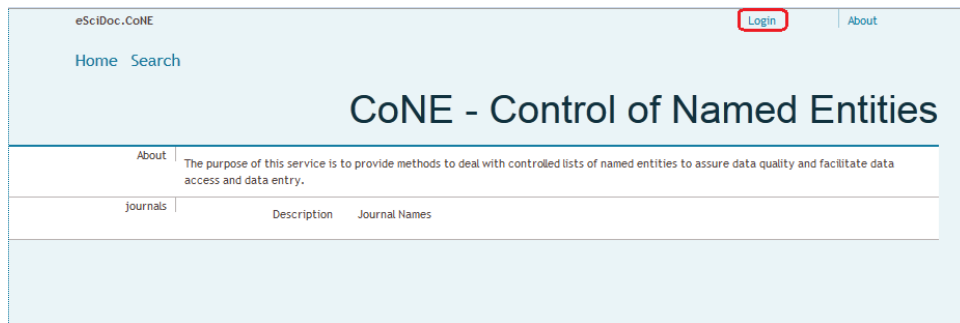 eSciDoc.CoNE
Login
About
Home Search
CoNE - Control of Named Entities
About
The purpose of this service is to provide methods to deal with controlled lists of named entities to assure data quality and facilitate data
access and data entry.
journals
Description Journal Names